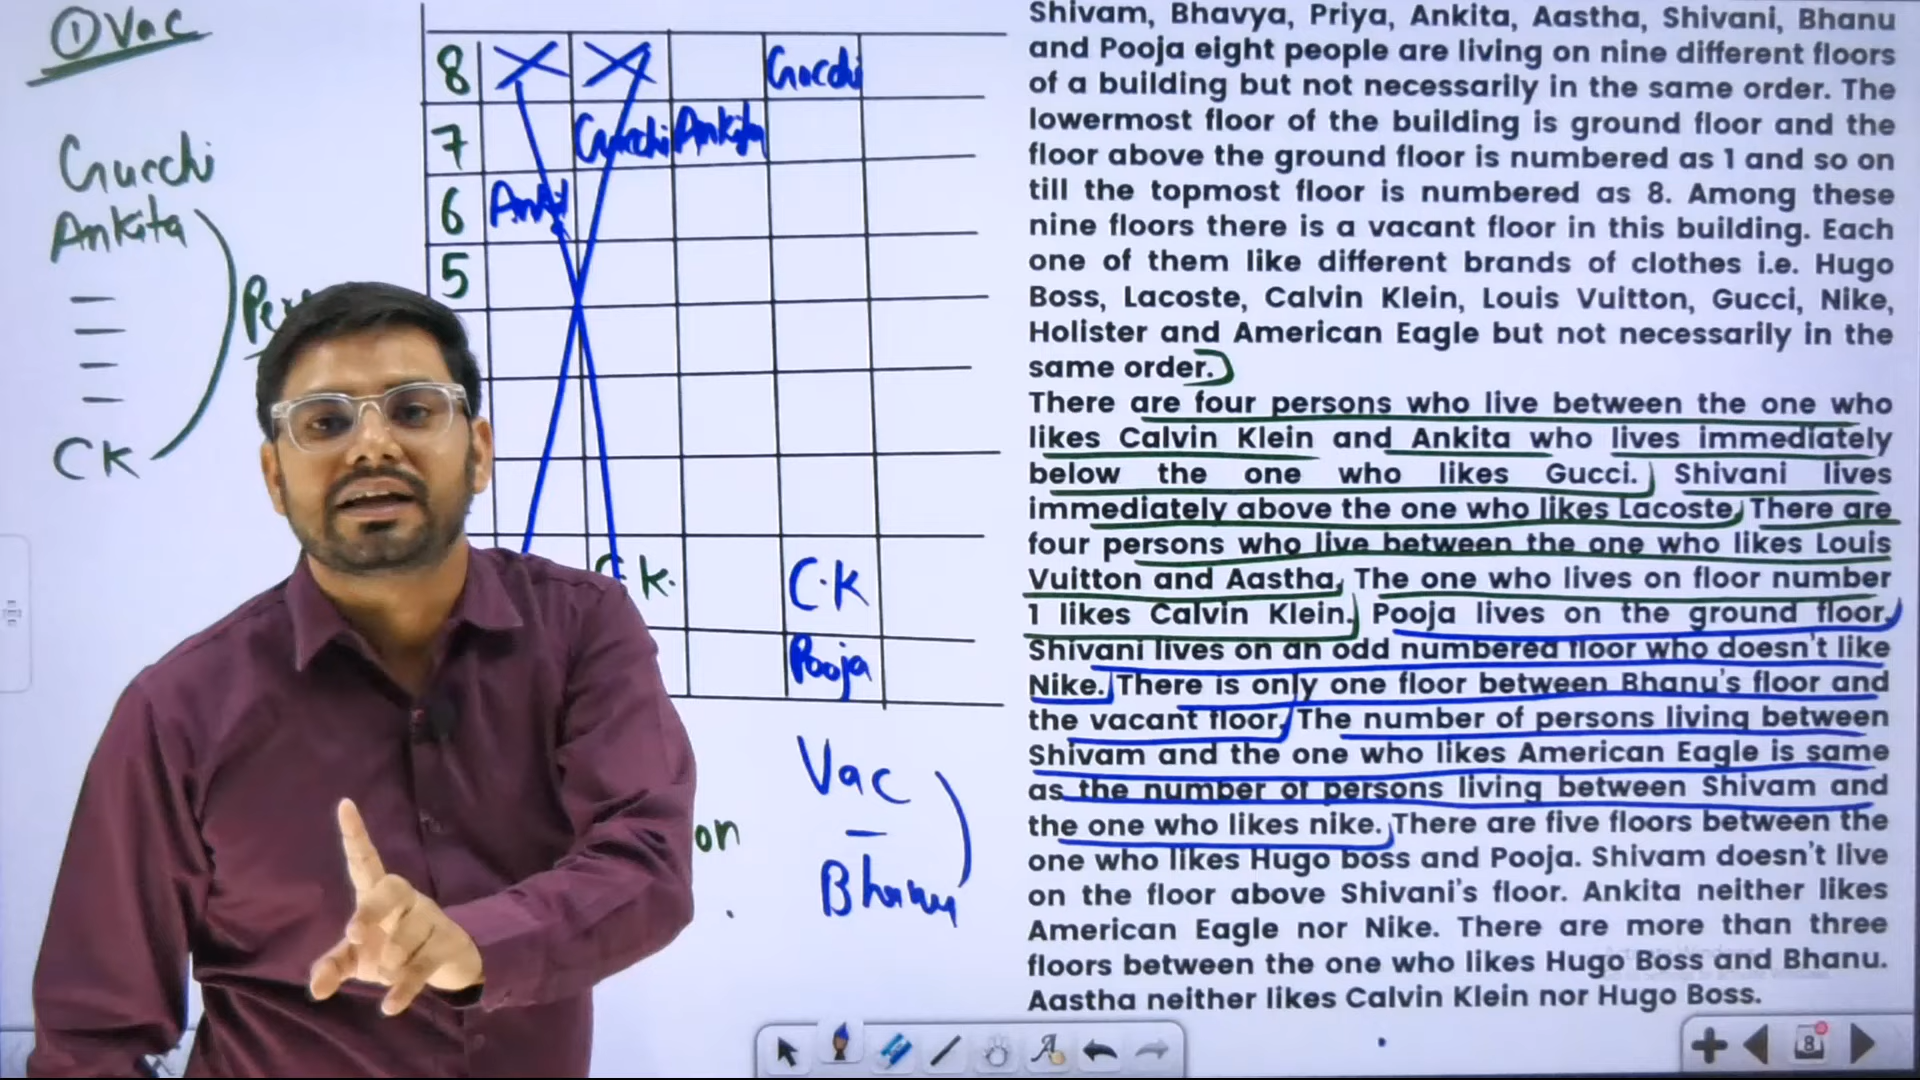 ① Vac
Gucchi
Ankita
CK
8
7
6
5
Gucchi
Gucchi
Ankita
C.K
Pooja
on
Vac
Bhanu
Shivam, Bhavya, Priya, Ankita, Aastha, Shivani, Bhanu
and Pooja eight people are living on nine different floors
of a building but not necessarily in the same order. The
lowermost floor of the building is ground floor and the
floor above the ground floor is numbered as 1 and so on
till the topmost floor is numbered as 8. Among these
nine floors there is a vacant floor in this building. Each
one of them like different brands of clothes i.e. Hugo
Boss, Lacoste, Calvin Klein, Louis Vuitton, Gucci, Nike,
Holister and American Eagle but not necessarily in the
same order.
There are four persons who live between the one who
likes Calvin Klein and Ankita who lives immediately
below the one who likes Gucci. Shivani lives
immediately above the one who likes Lacoste. There are
four persons who live between the one who likes Louis
Vuitton and Aastha. The one who lives on floor number
1 likes Calvin Klein. Pooja lives on the ground floor.
Shivani lives on an odd numbered floor who doesn't like
Nike. There is only one floor between Bhanu's floor and
the vacant floor. The number of persons living between
Shivam and the one who likes American Eagle is same
as the number of persons living between Shivam and
the one who likes nike. There are five floors between the
one who likes Hugo boss and Pooja. Shivam doesn't live
on the floor above Shivani's floor. Ankita neither likes
American Eagle nor Nike. There are more than three
floors between the one who likes Hugo Boss and Bhanu.
Aastha neither likes Calvin Klein nor Hugo Boss.
8